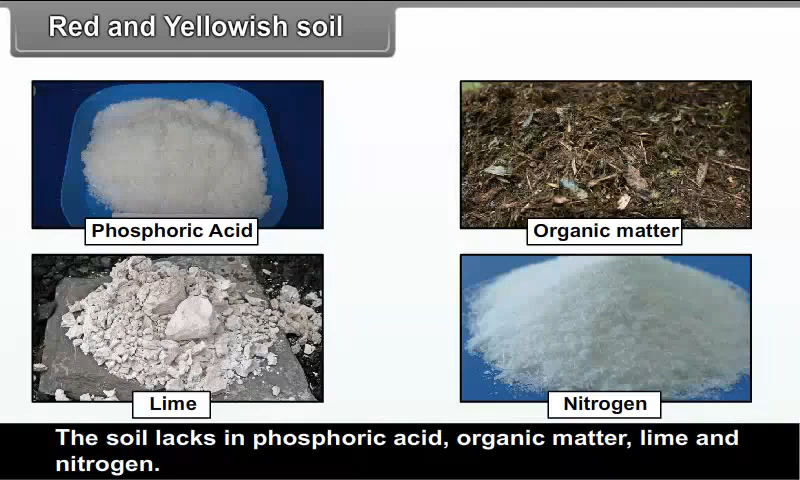 Red and Yellowish soil
Phosphoric Acid
Organic matter
Lime
Nitrogen
The soil lacks in phosphoric acid, organic matter, lime and
nitrogen.